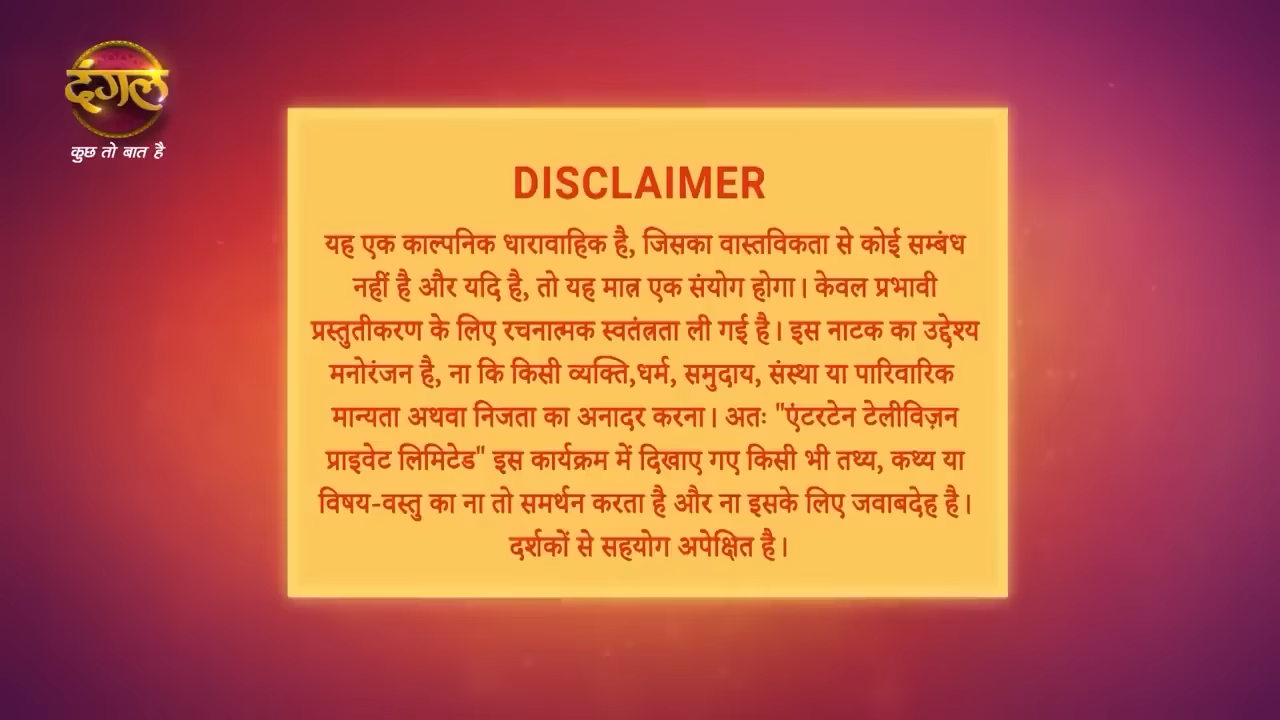 दंगल
कुछ तो बात है
DISCLAIMER
यह एक काल्पनिक धारावाहिक है, जिसका वास्तविकता से कोई सम्बंध
नहीं है और यदि है, तो यह मात्र एक संयोग होगा। केवल प्रभावी
प्रस्तुतीकरण के लिए रचनात्मक स्वतंत्रता ली गई है। इस नाटक का उद्देश्य
मनोरंजन है, ना कि किसी व्यक्ति,धर्म, समुदाय, संस्था या पारिवारिक
मान्यता अथवा निजता का अनादर करना। अतः "एंटरटेन टेलीविज़न
प्राइवेट लिमिटेड" इस कार्यक्रम में दिखाए गए किसी भी तथ्य, कथ्य या
विषय-वस्तु का ना तो समर्थन करता है और ना इसके लिए जवाबदेह है।
दर्शकों से सहयोग अपेक्षित है।